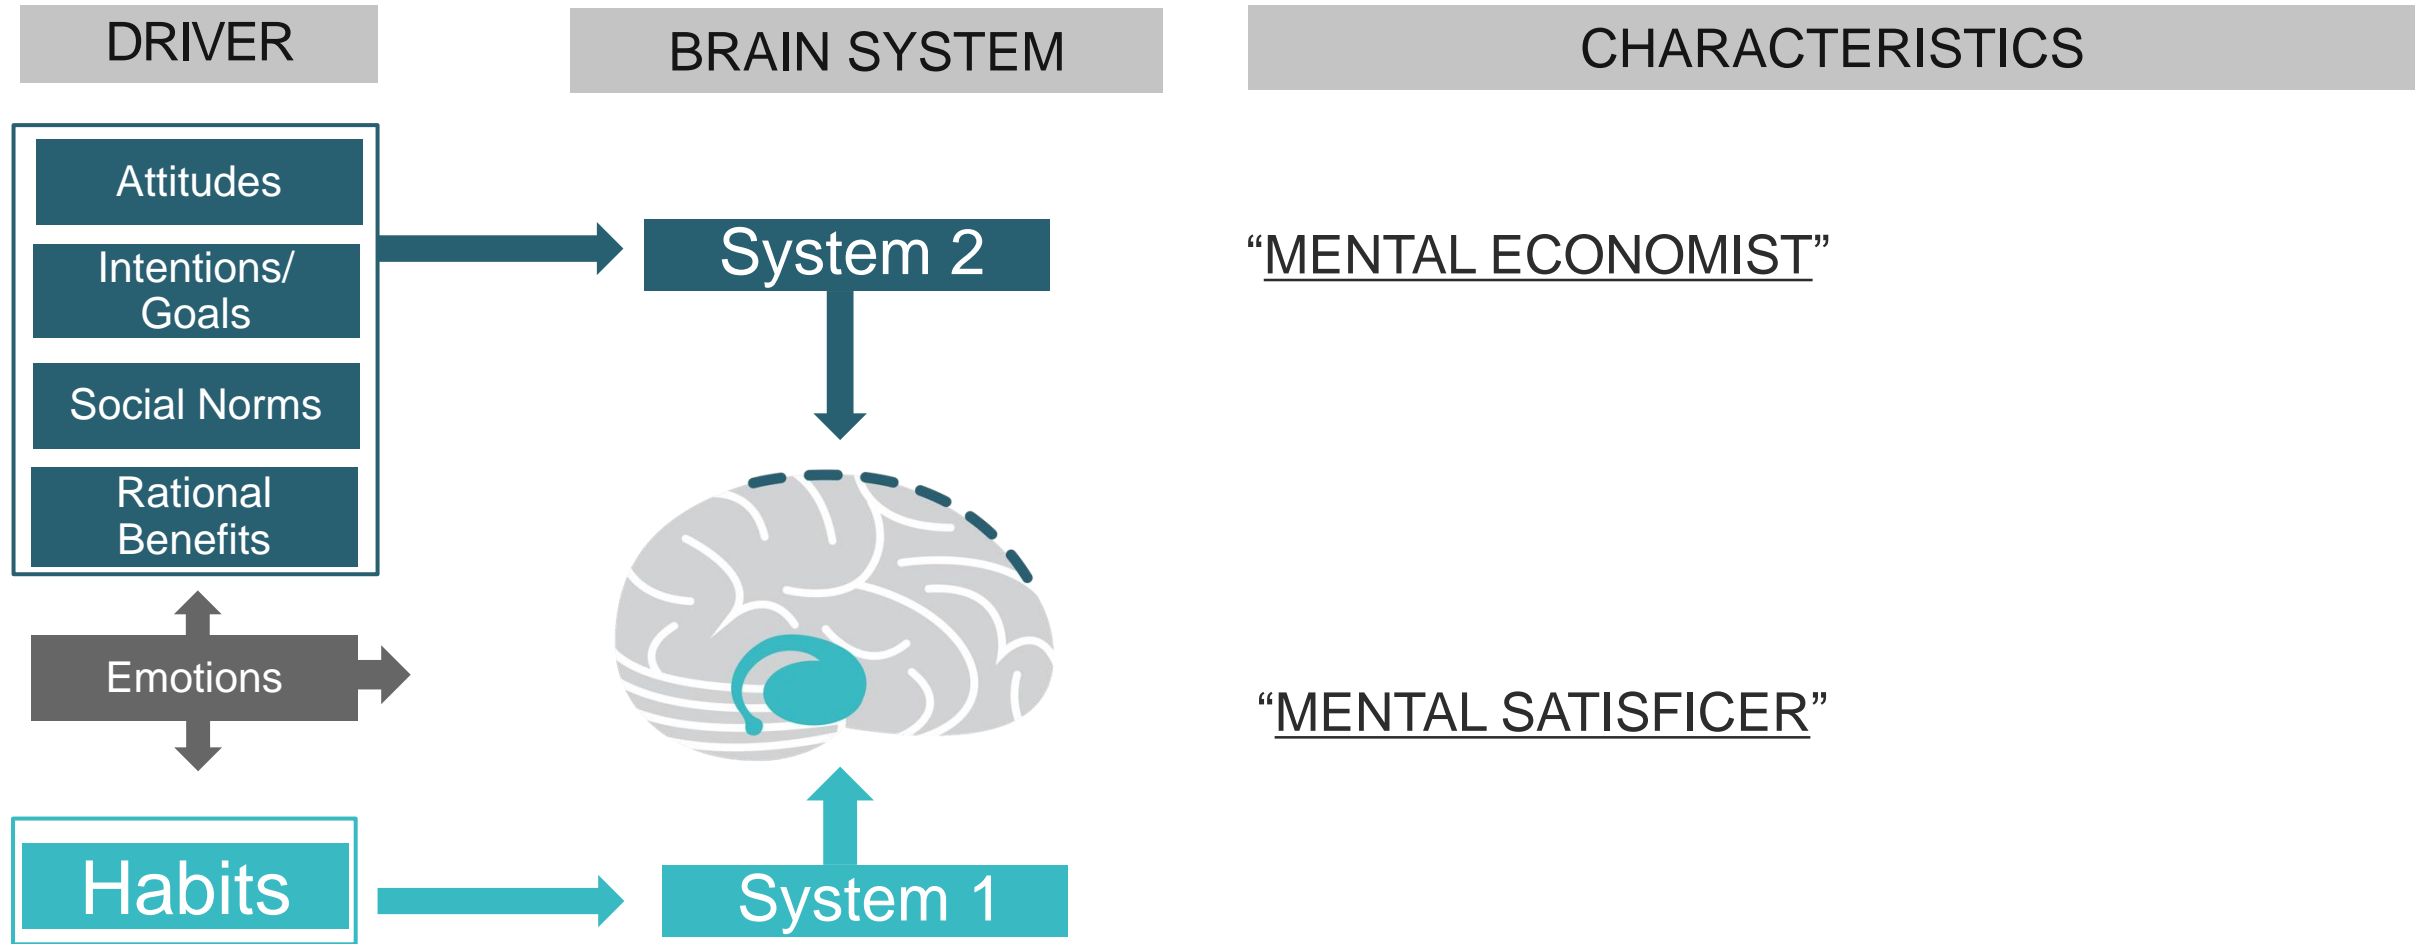 DRIVER
BRAIN SYSTEM
CHARACTERISTICS
Attitudes
Intentions/
Goals
Social Norms
Rational
Benefits
Emotions
Habits
System 2
System 1
“MENTAL ECONOMIST”
“MENTAL SATISFICER”